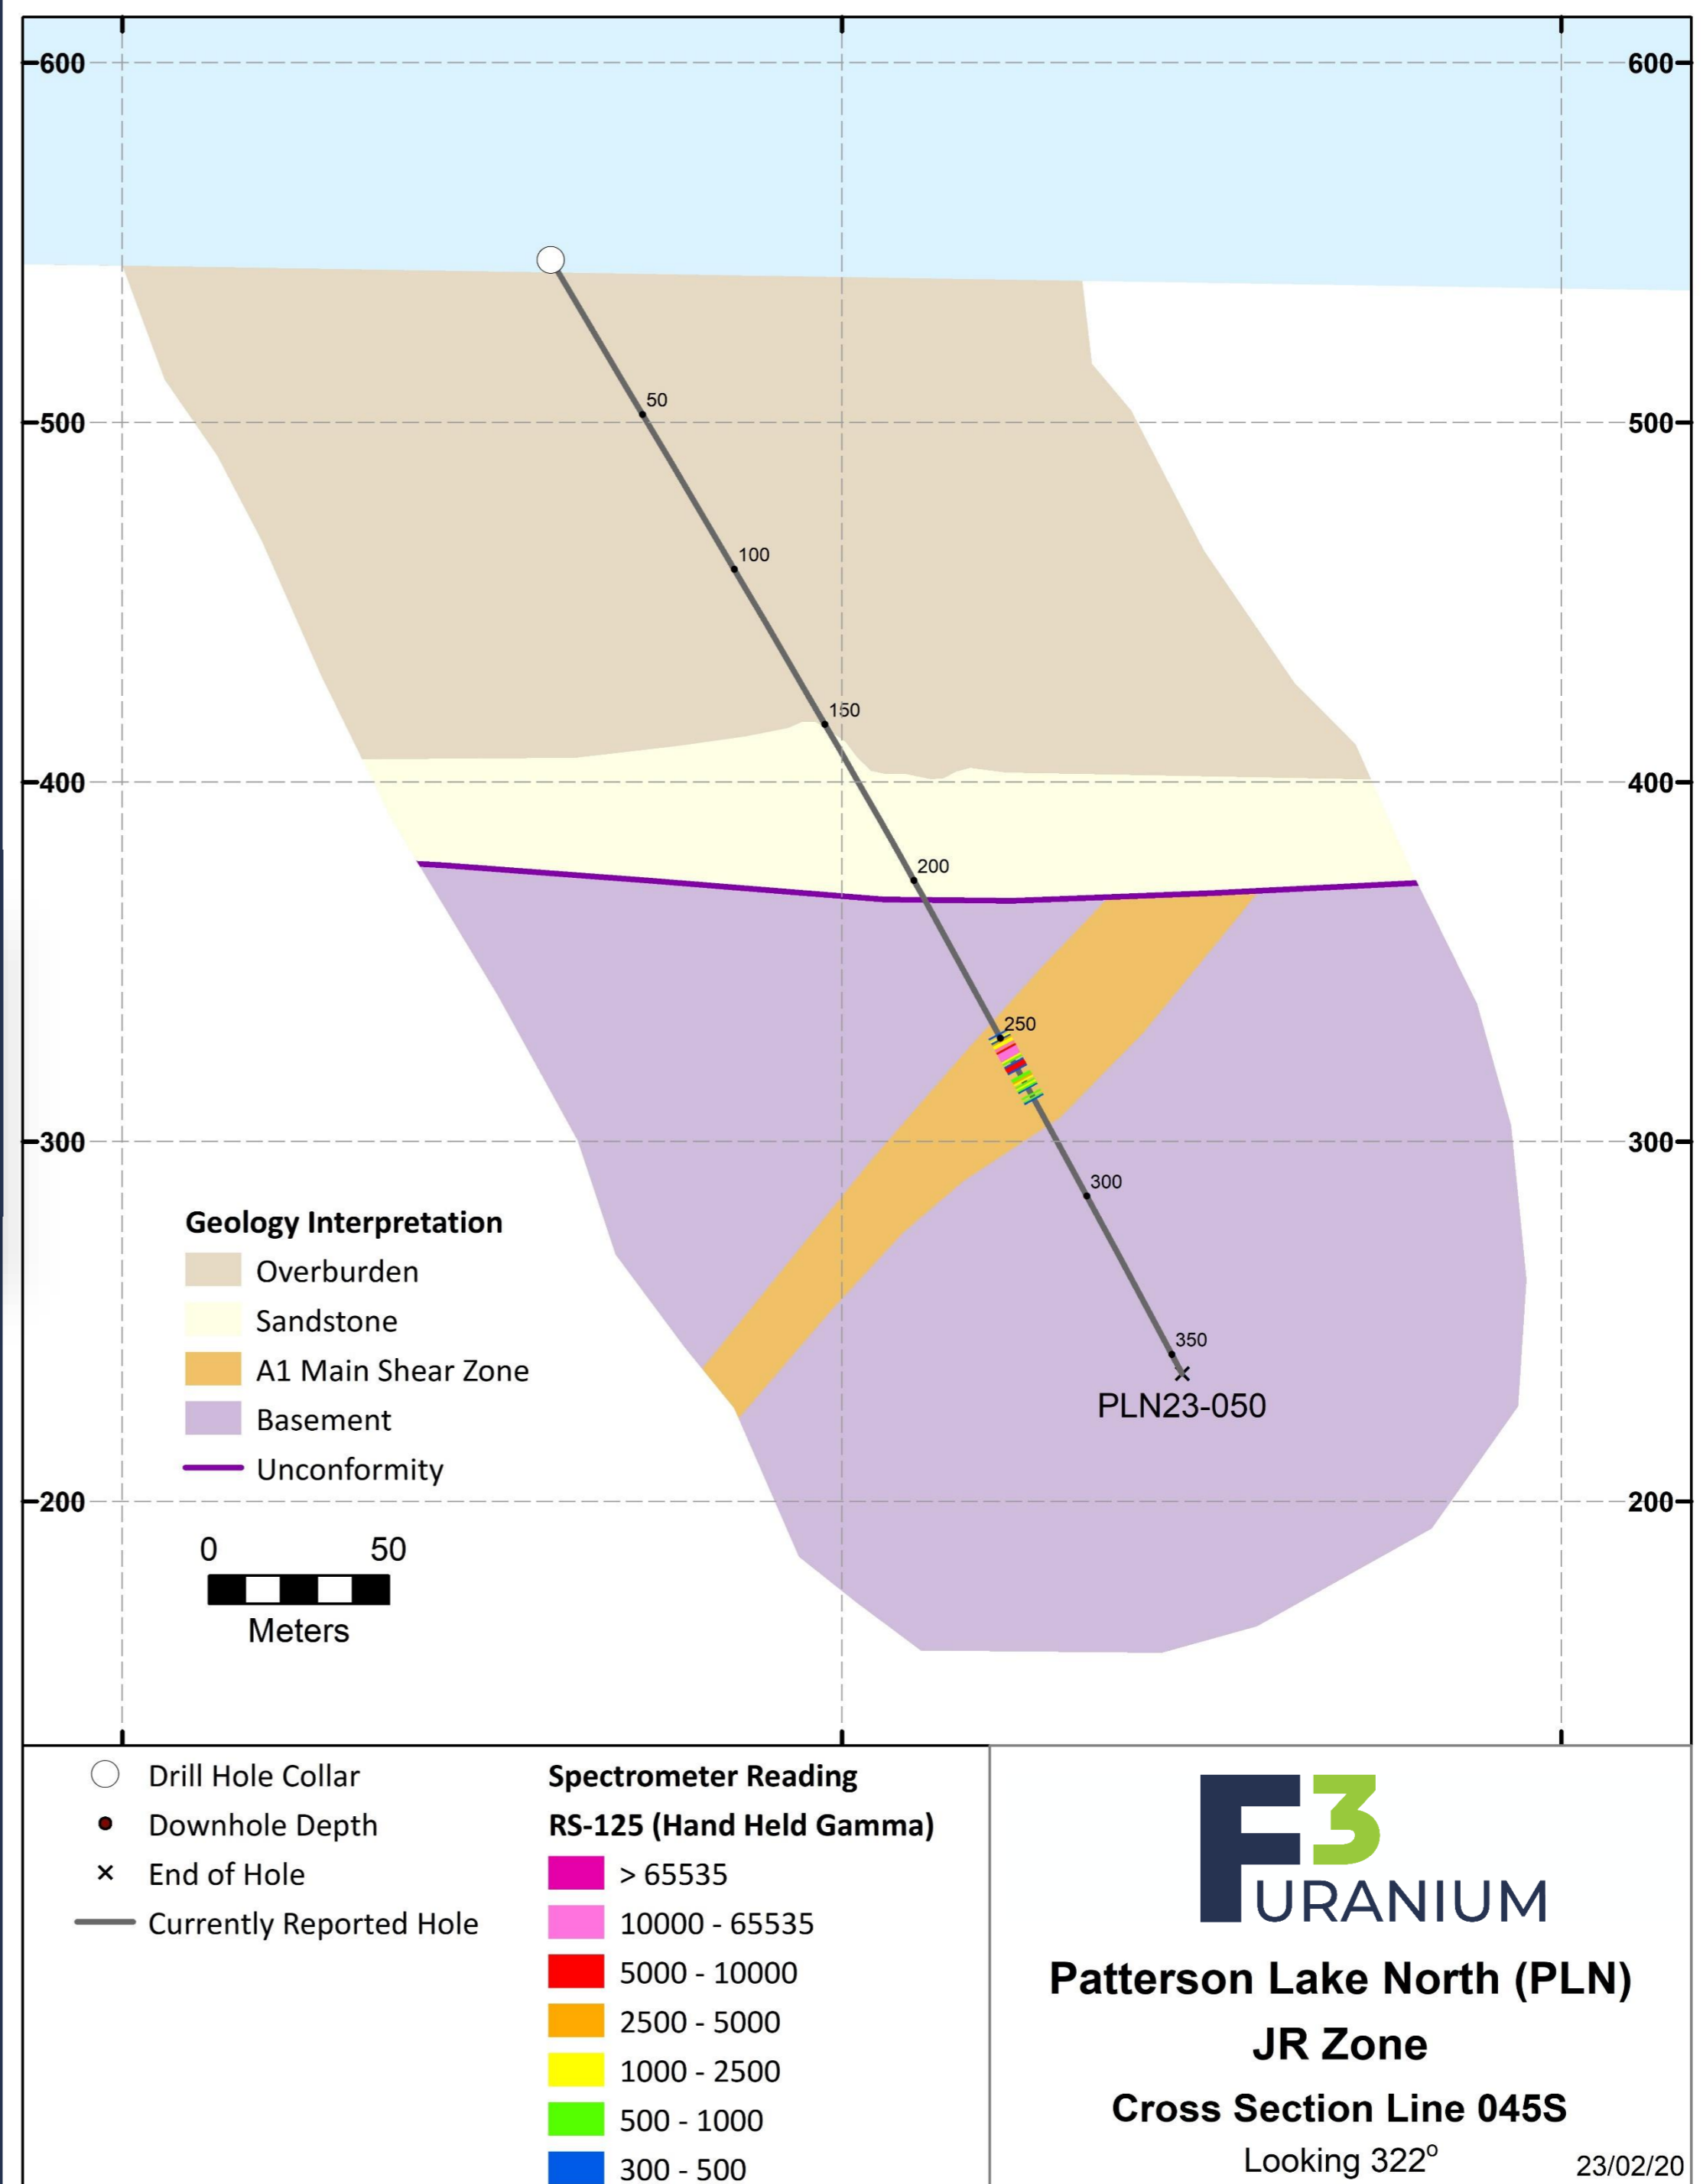 600
600
50
500
500
100
150
400
400
200
250
300
300
300
350
PLN23-050
Geology Interpretation
Overburden
Sandstone
A1 Main Shear Zone
Basement
Unconformity
200
200
0 50
Meters
Drill Hole Collar
Downhole Depth
End of Hole
Currently Reported Hole
Spectrometer Reading
RS-125 (Hand Held Gamma)
> 65535
10000 - 65535
5000 - 10000
2500 - 5000
1000 - 2500
500 - 1000
300 - 500
F3
URANIUM
Patterson Lake North (PLN)
JR Zone
Cross Section Line 045S
Looking 322°
23/02/20